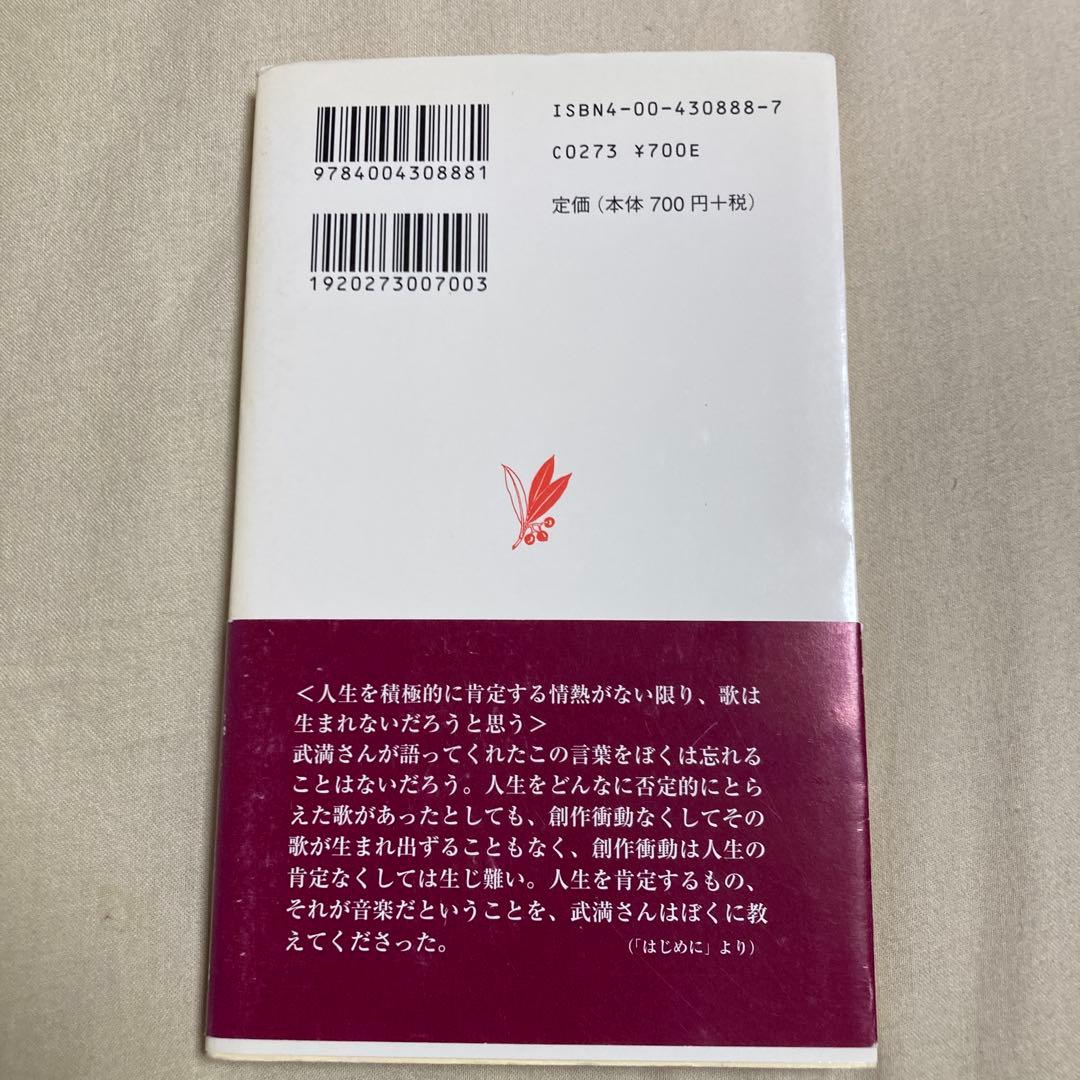 9784004308881
1920273007003
ISBN4-00-430888-7
C0273 ¥700E
定価(本体 700 円+税)
<人生を積極的に肯定する情熱がない限り、歌は
生まれないだろうと思う>
武満さんが語ってくれたこの言葉をぼくは忘れる
ことはないだろう。人生をどんなに否定的にとら
えた歌があったとしても、創作衝動なくしてその
歌が生まれ出ずることもなく、創作衝動は人生の
肯定なくしては生じ難い。人生を肯定するもの、
それが音楽だということを、武満さんはぼくに教
えてくださった。
(「はじめに」より)